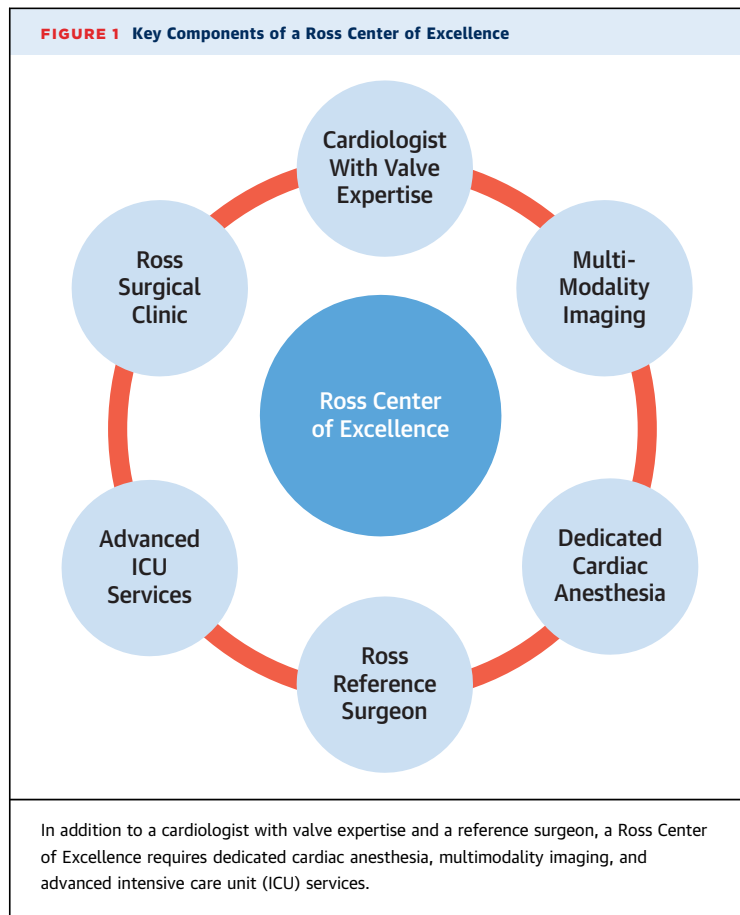 FIGURE 1 Key Components of a Ross Center of Excellence
Cardiologist
With Valve
Expertise
Multi-
Modality
Imaging
Dedicated
Cardiac
Anesthesia
Ross
Reference
Surgeon
Advanced
ICU
Services
Ross
Surgical
Clinic
Ross Center
of Excellence
In addition to a cardiologist with valve expertise and a reference surgeon, a Ross Center
of Excellence requires dedicated cardiac anesthesia, multimodality imaging, and
advanced intensive care unit (ICU) services.